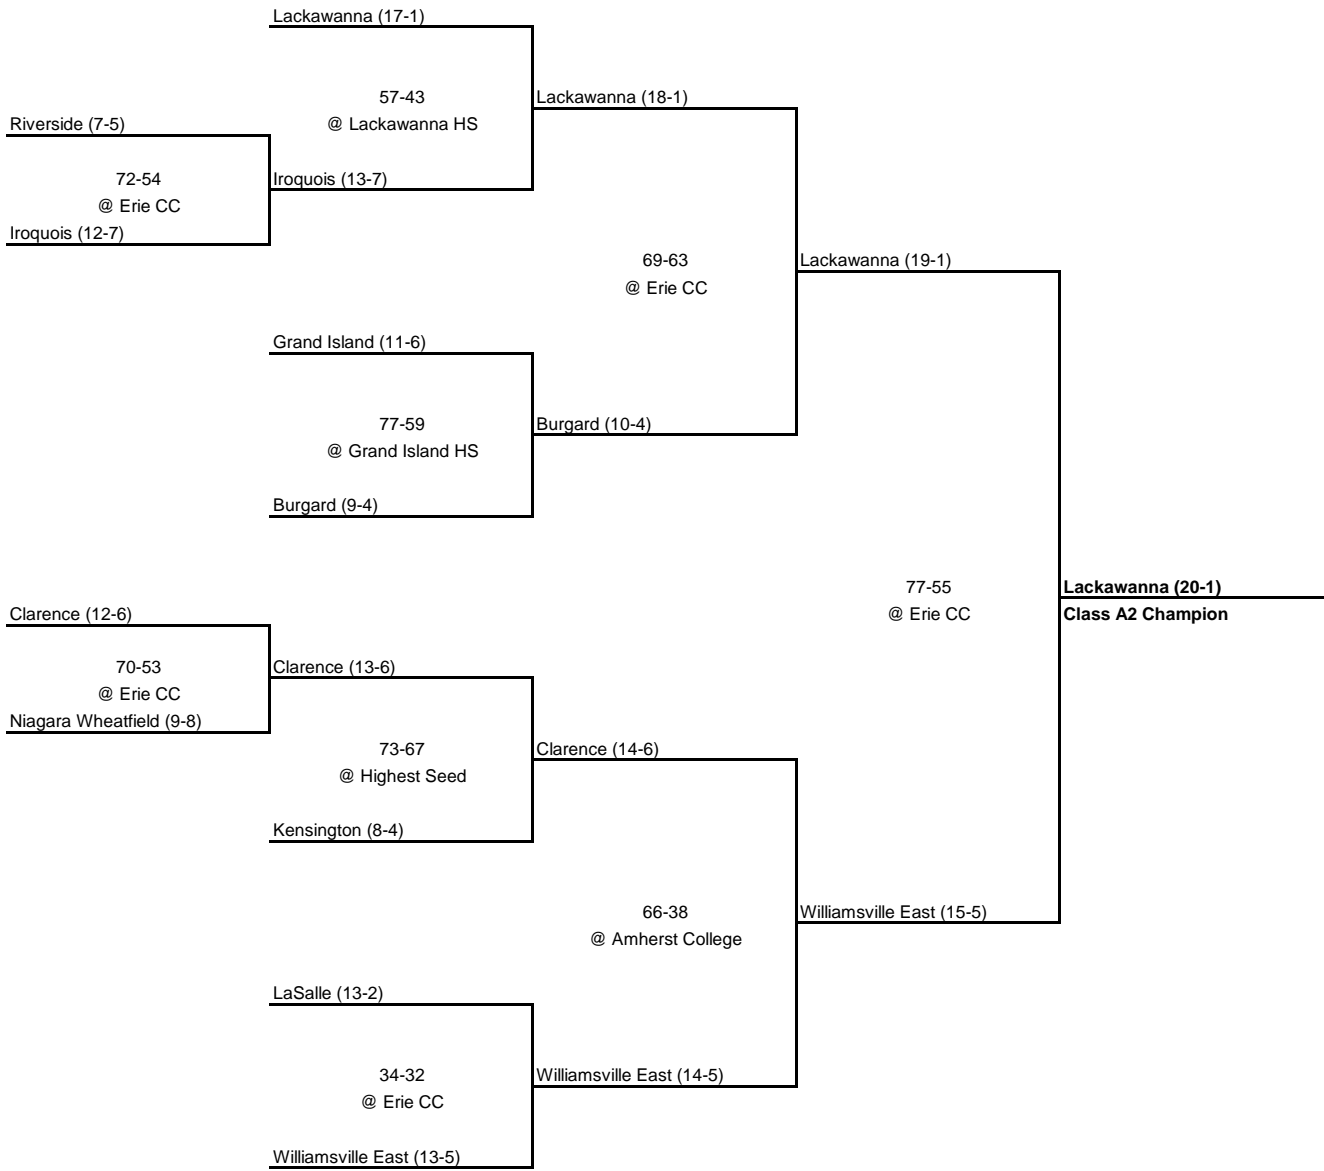 Lackawanna (17-1)
57-43
@ Lackawanna HS
Lackawanna (18-1)
Riverside (7-5)
72-54
@ Erie CC
Iroquois (13-7)
Iroquois (12-7)
69-63
@ Erie CC
Lackawanna (19-1)
Grand Island (11-6)
77-59
@ Grand Island HS
Burgard (10-4)
Burgard (9-4)
77-55
@ Erie CC
Lackawanna (20-1)
Class A2 Champion
Clarence (12-6)
70-53
@ Erie CC
Clarence (13-6)
Niagara Wheatfield (9-8)
73-67
@ Highest Seed
Clarence (14-6)
Kensington (8-4)
66-38
@ Amherst College
Williamsville East (15-5)
LaSalle (13-2)
34-32
@ Erie CC
Williamsville East (14-5)
Williamsville East (13-5)